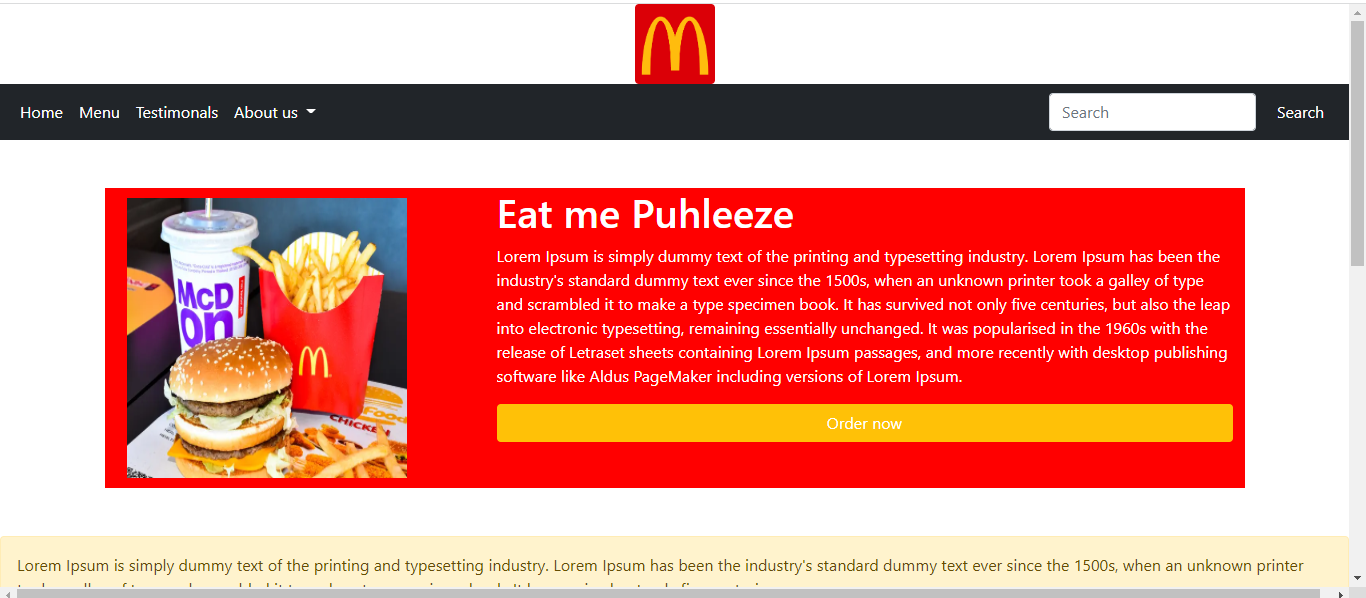 Home Menu Testimonals About us Search Search
Eat me Puhleeze
Lorem Ipsum is simply dummy text of the printing and typesetting industry. Lorem Ipsum has been the
industry's standard dummy text ever since the 1500s, when an unknown printer took a galley of type
and scrambled it to make a type specimen book. It has survived not only five centuries, but also the leap
into electronic typesetting, remaining essentially unchanged. It was popularised in the 1960s with the
release of Letraset sheets containing Lorem Ipsum passages, and more recently with desktop publishing
software like Aldus PageMaker including versions of Lorem Ipsum.
Order now
McD
On
CHICKEN
Lorem Ipsum is simply dummy text of the printing and typesetting industry. Lorem Ipsum has been the industry's standard dummy text ever since the 1500s, when an unknown printer